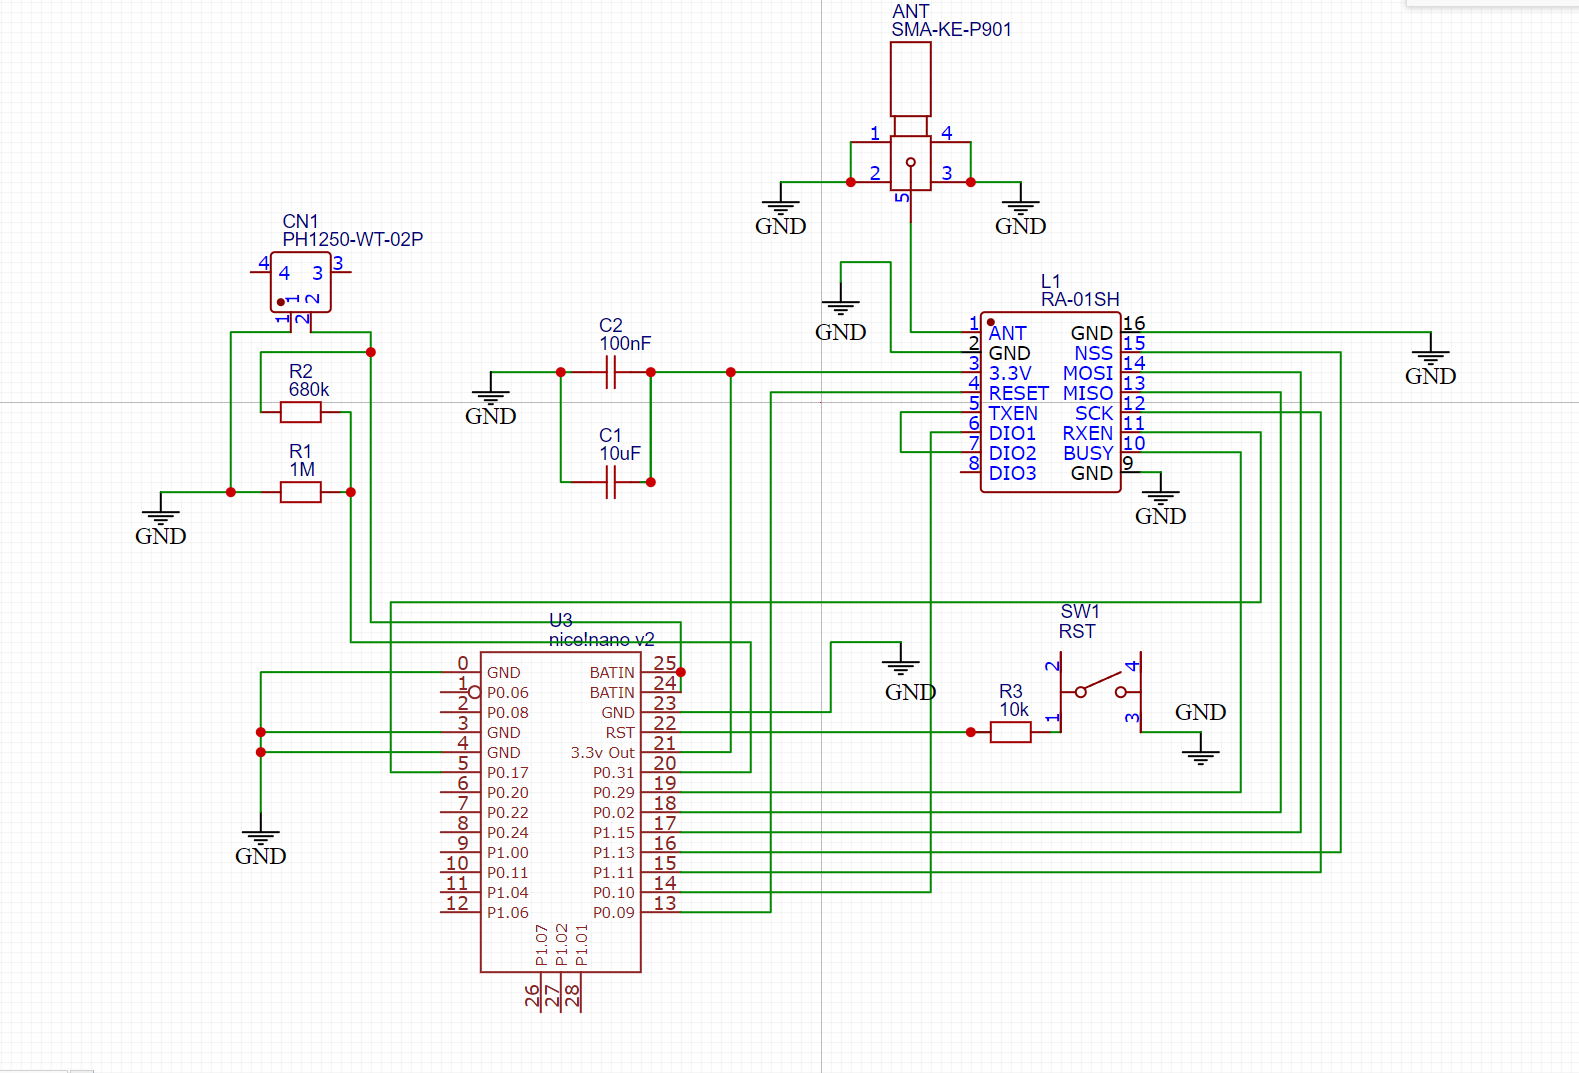 ANT
SMA-KE-P901
1
4
2
3
5
GND
GND
CN1
PH1250-WT-02P
4
4
3
3
1
2
1
2
R2
680k
R1
1M
GND
C2
100nF
GND
C1
10uF
GND
L1
RA-01SH
1 ANT
2 GND
3 3.3V
4 RESET
5 TXEN
6 DIO1
7 DIO2
8 DIO3
GND 16
NSS 15
MOSI 14
MISO 13
SCK 12
RXEN 11
BUSY 10
GND 9
GND
GND
U3
nice!nano v2
0 GND
1 P0.06
2 P0.08
3 GND
4 GND
5 P0.17
6 P0.20
7 P0.22
8 P0.24
9 P1.00
10 P0.11
11 P1.04
12 P1.06
BATIN 25
BATIN 24
GND 23
RST 22
3.3v Out 21
P0.31 20
P0.29 19
P0.02 18
P1.15 17
P1.13 16
P1.11 15
P0.10 14
P0.09 13
P1.07 26
P1.02 27
P1.01 28
GND
GND
SW1
RST
2
4
1
3
R3
10k
GND